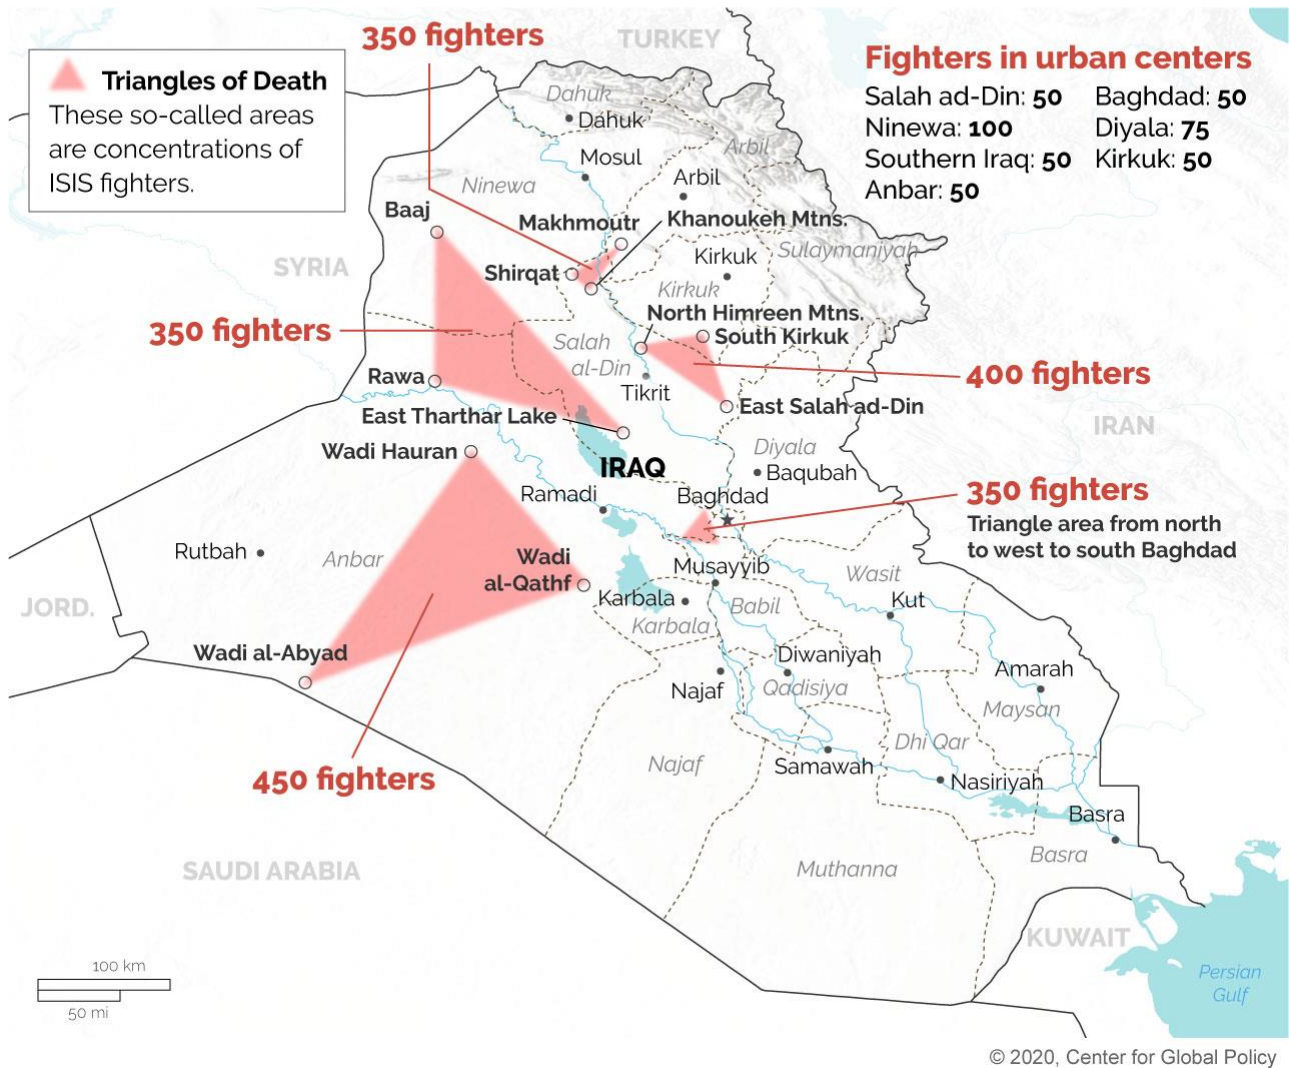 350 fighters
TURKEY
Triangles of Death
These so-called areas
are concentrations of
ISIS fighters.
Fighters in urban centers
Salah ad-Din: 50
Baghdad: 50
Ninewa: 100
Diyala: 75
Southern Iraq: 50
Kirkuk: 50
Anbar: 50
Dahuk
Dahuk
Mosul
Arbil
Arbil
Ninewa
Baaj
Makhmoutr
Khanoukeh Mtns.
SYRIA
Shirqat
Kirkuk
Sulaymaniyah
Kirkuk
North Himreen Mtns.
350 fighters
Salah
al-Din
South Kirkuk
Rawa
Tikrit
400 fighters
East Tharthar Lake
East Salah ad-Din
IRAN
Wadi Hauran
IRAQ
Diyala
Baqubah
Ramadi
Baghdad
350 fighters
Triangle area from north
to west to south Baghdad
Rutbah
Anbar
Wadi
al-Qathf
Musayyib
Wasit
JORD.
Karbala
Babil
Kut
Karbala
Wadi al-Abyad
Diwaniyah
Amarah
Najaf
Qadisiya
Maysan
450 fighters
Najaf
Samawah
Dhi Qar
Nasiriyah
Basra
SAUDI ARABIA
Muthanna
Basra
KUWAIT
Persian
Gulf
100 km
50 mi
© 2020, Center for Global Policy